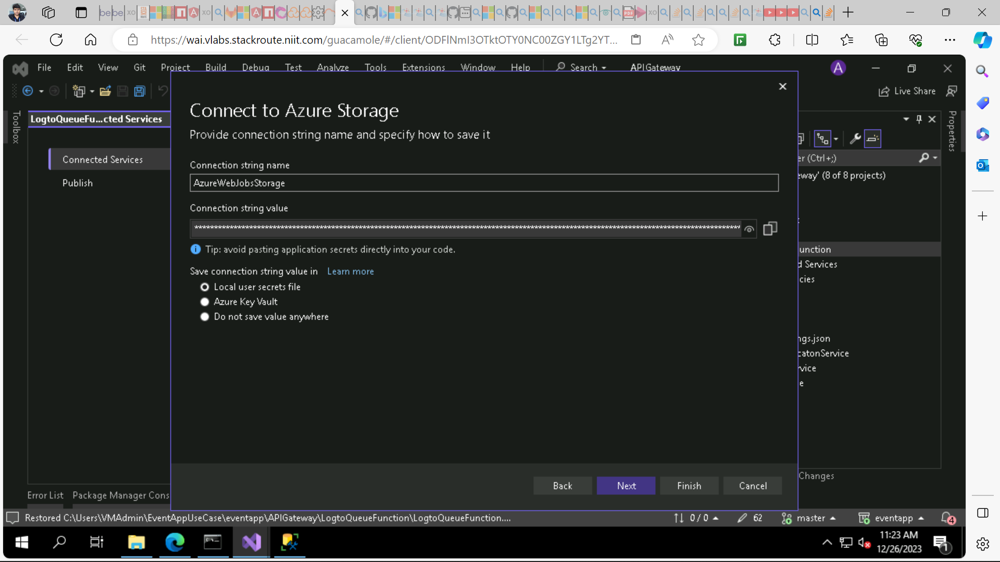 https://wai.vlabs.stackroute.niit.com/guacamole/#/client/ODFlNmI3OTktOTY0NC00ZGY1LTg2YT...
File Edit View Git Project Build Debug Test Analyze Tools Extensions Window Help Search APIGateway
A
Live Share
Toolbox
LogtoQueueFu...cted Services
Connected Services
Publish
Connect to Azure Storage
Provide connection string name and specify how to save it
Connection string name
AzureWebJobsStorage
Connection string value
Tip: avoid pasting application secrets directly into your code.
Save connection string value in Learn more
Local user secrets file
Azure Key Vault
Do not save value anywhere
Back Next Finish Cancel
Properties
er (Ctrl+;)
eway' (8 of 8 projects)
unction
d Services
cies
ngs.json
catonService
vice
e
Changes
Error List Package Manager Cons
Restored C:\Users\VMAdmin\EventAppUseCase\eventapp\APIGateway\LogtoQueueFunction\LogtoQueueFunction....
0 / 0 62 master eventapp 4
11:23 AM
12/26/2023
1